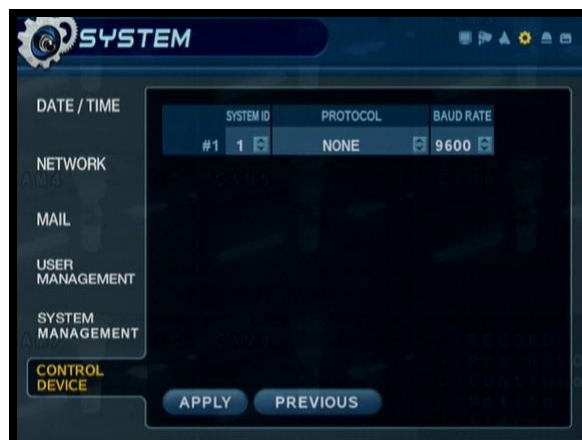 SYSTEM
DATE / TIME
NETWORK
MAIL
USER
MANAGEMENT
SYSTEM
MANAGEMENT
CONTROL
DEVICE
SYSTEM ID PROTOCOL BAUD RATE
#1 1 NONE 9600
CAM5
APPLY PREVIOUS